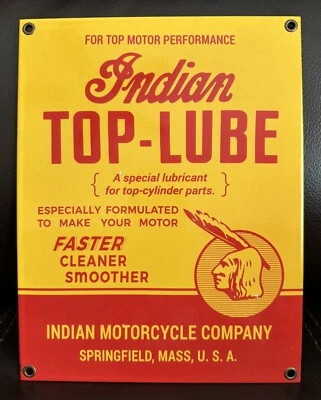 FOR TOP MOTOR PERFORMANCE
Indian
TOP-LUBE
A special lubricant
for top-cylinder parts.
ESPECIALLY FORMULATED
TO MAKE YOUR MOTOR
FASTER
CLEANER
SMOOTHER
INDIAN MOTORCYCLE COMPANY
SPRINGFIELD, MASS, U. S. A.